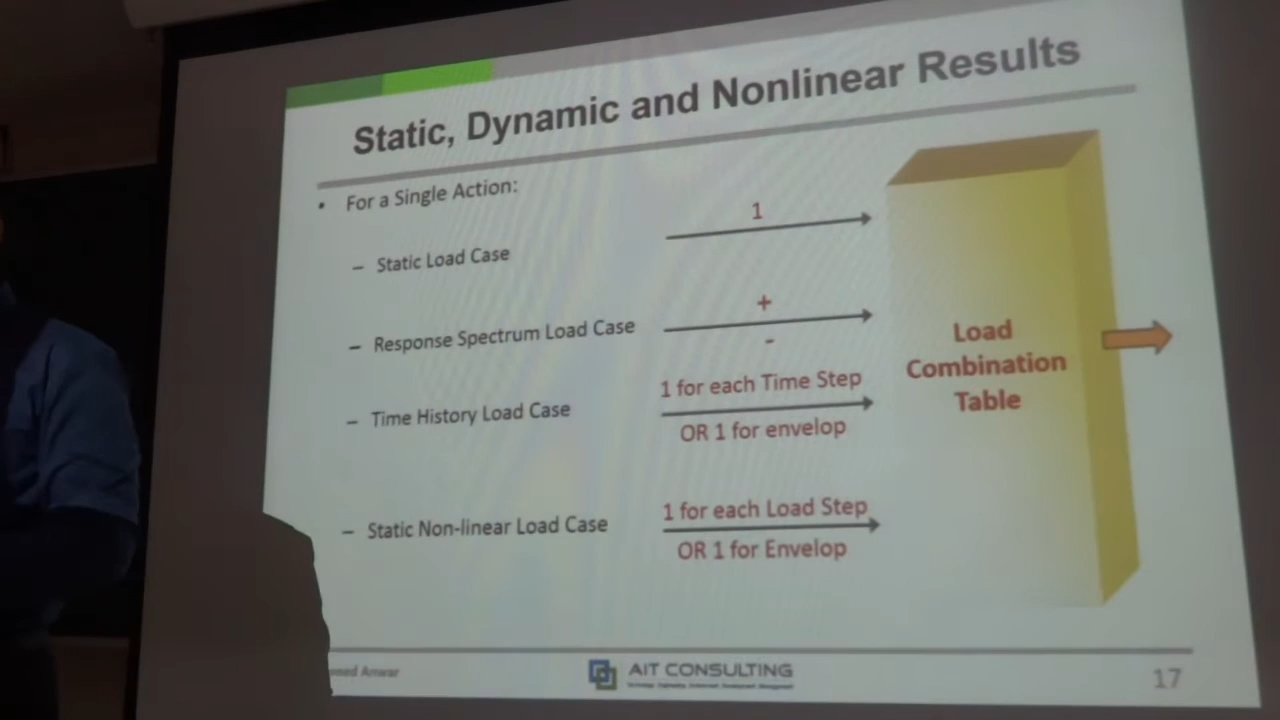 Static, Dynamic and Nonlinear Results
• For a Single Action:
– Static Load Case
1
– Response Spectrum Load Case
+
-
– Time History Load Case
1 for each Time Step
OR 1 for envelop
– Static Non-linear Load Case
1 for each Load Step
OR 1 for Envelop
Load
Combination
Table
Anwar
AIT CONSULTING
17